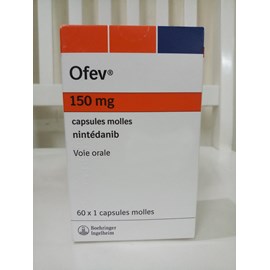 Ofev®
150 mg
capsules molles
nintédanib
Voie orale
60 x 1 capsules molles
Boehringer
Ingelheim